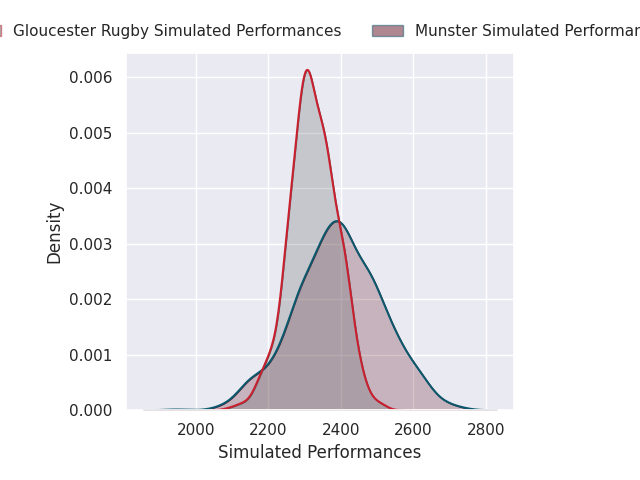 Gloucester Rugby Simulated Performances
Munster Simulated
0.006
0.005
0.004
0.003
0.002
0.001
0.000
Density
2000 2200 2400 2600 2800
Simulated Performances